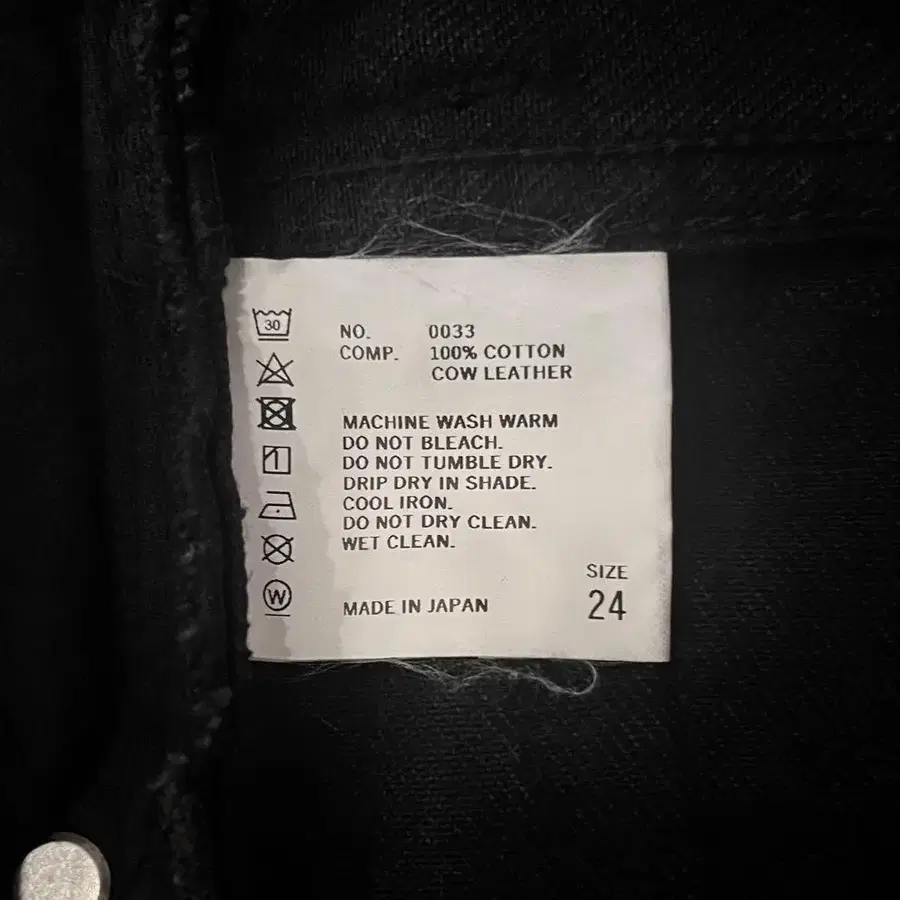 30
NO. 0033
COMP. 100% COTTON
COW LEATHER
MACHINE WASH WARM
DO NOT BLEACH.
DO NOT TUMBLE DRY.
DRIP DRY IN SHADE.
COOL IRON.
DO NOT DRY CLEAN.
WET CLEAN.
W
MADE IN JAPAN
SIZE
24